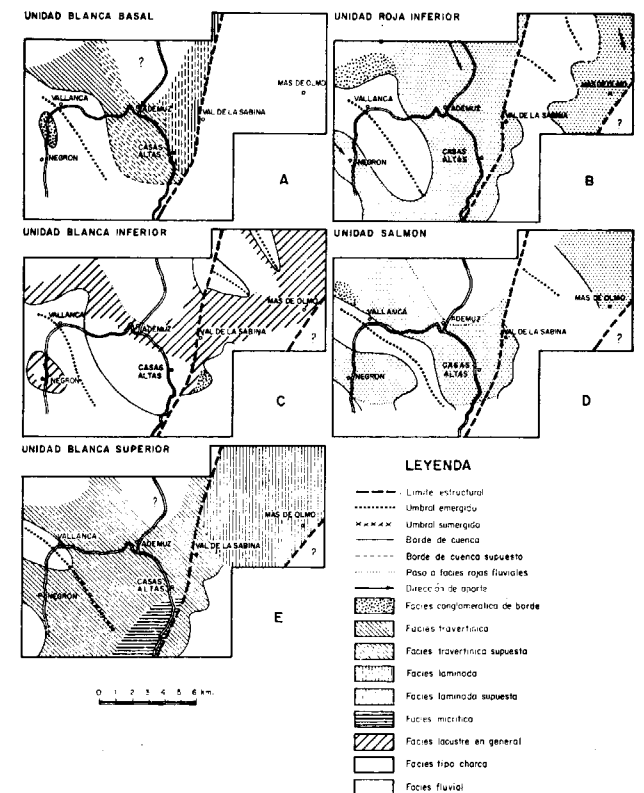 UNIDAD BLANCA BASAL
?
VALLANCA
ADEMUZ
MAS DE OLMO
VAL DE LA SABINA
CASAS
ALTAS
NEGRON
A
UNIDAD ROJA INFERIOR
VALLANCA
ADEMUZ
MAS DE OLMO
VAL DE LA SABINA
?
CASAS
ALTAS
NEGRON
B
UNIDAD BLANCA INFERIOR
VALLANCA
ADEMUZ
MAS DE OLMO
VAL DE LA SABINA
?
CASAS
ALTAS
NEGRON
C
UNIDAD SALMON
VALLANCA
ADEMUZ
MAS DE OLMO
VAL DE LA SABINA
?
CASAS
ALTAS
NEGRON
D
UNIDAD BLANCA SUPERIOR
?
VALLANCA
ADEMUZ
MAS DE OLMO
VAL DE LA SABINA
?
CASAS
ALTAS
NEGRON
E
0 1 2 3 4 5 6 km.
LEYENDA
Limite estructural
Umbral emergido
Umbral sumergido
Borde de cuenca
Borde de cuenca supuesto
Paso a facies rojas fluviales
Dirección de aporte
Facies conglomeratica de borde
Facies travertinica
Facies travertinica supuesta
Facies laminada
Facies laminada supuesta
Facies micritica
Facies lacustre en general
Facies tipo charca
Facies fluvial